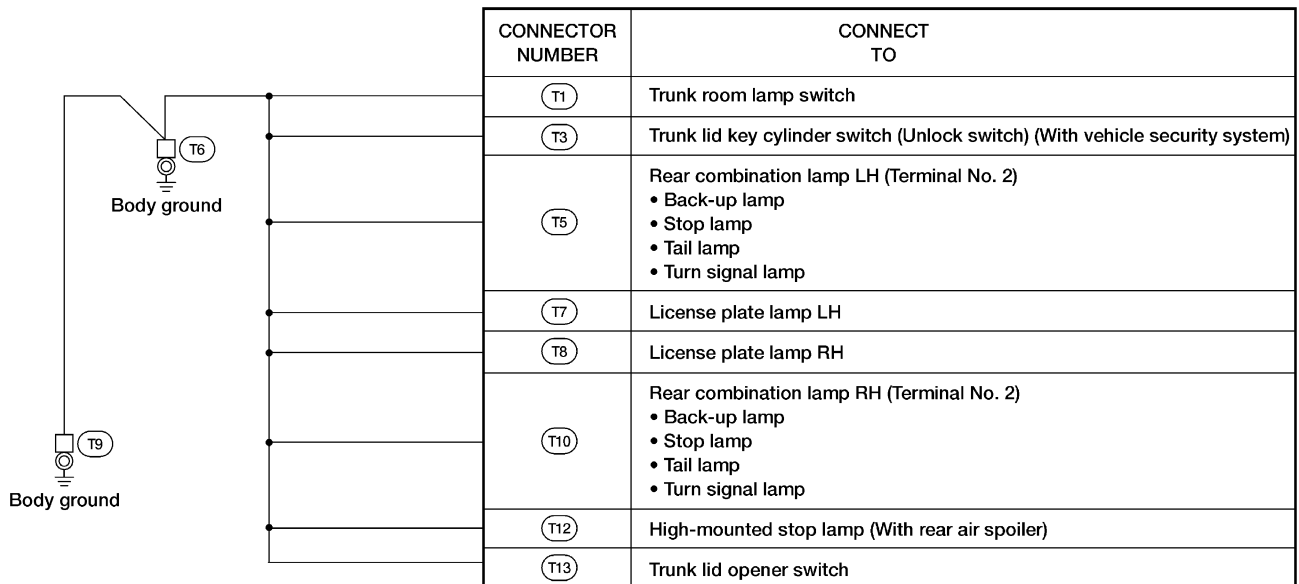 CONNECTOR
NUMBER
CONNECT
TO
T1
Trunk room lamp switch
T3
Trunk lid key cylinder switch (Unlock switch) (With vehicle security system)
T6
Body ground
T5
Rear combination lamp LH (Terminal No. 2)
• Back-up lamp
• Stop lamp
• Tail lamp
• Turn signal lamp
T7
License plate lamp LH
T8
License plate lamp RH
T9
Body ground
T10
Rear combination lamp RH (Terminal No. 2)
• Back-up lamp
• Stop lamp
• Tail lamp
• Turn signal lamp
T12
High-mounted stop lamp (With rear air spoiler)
T13
Trunk lid opener switch